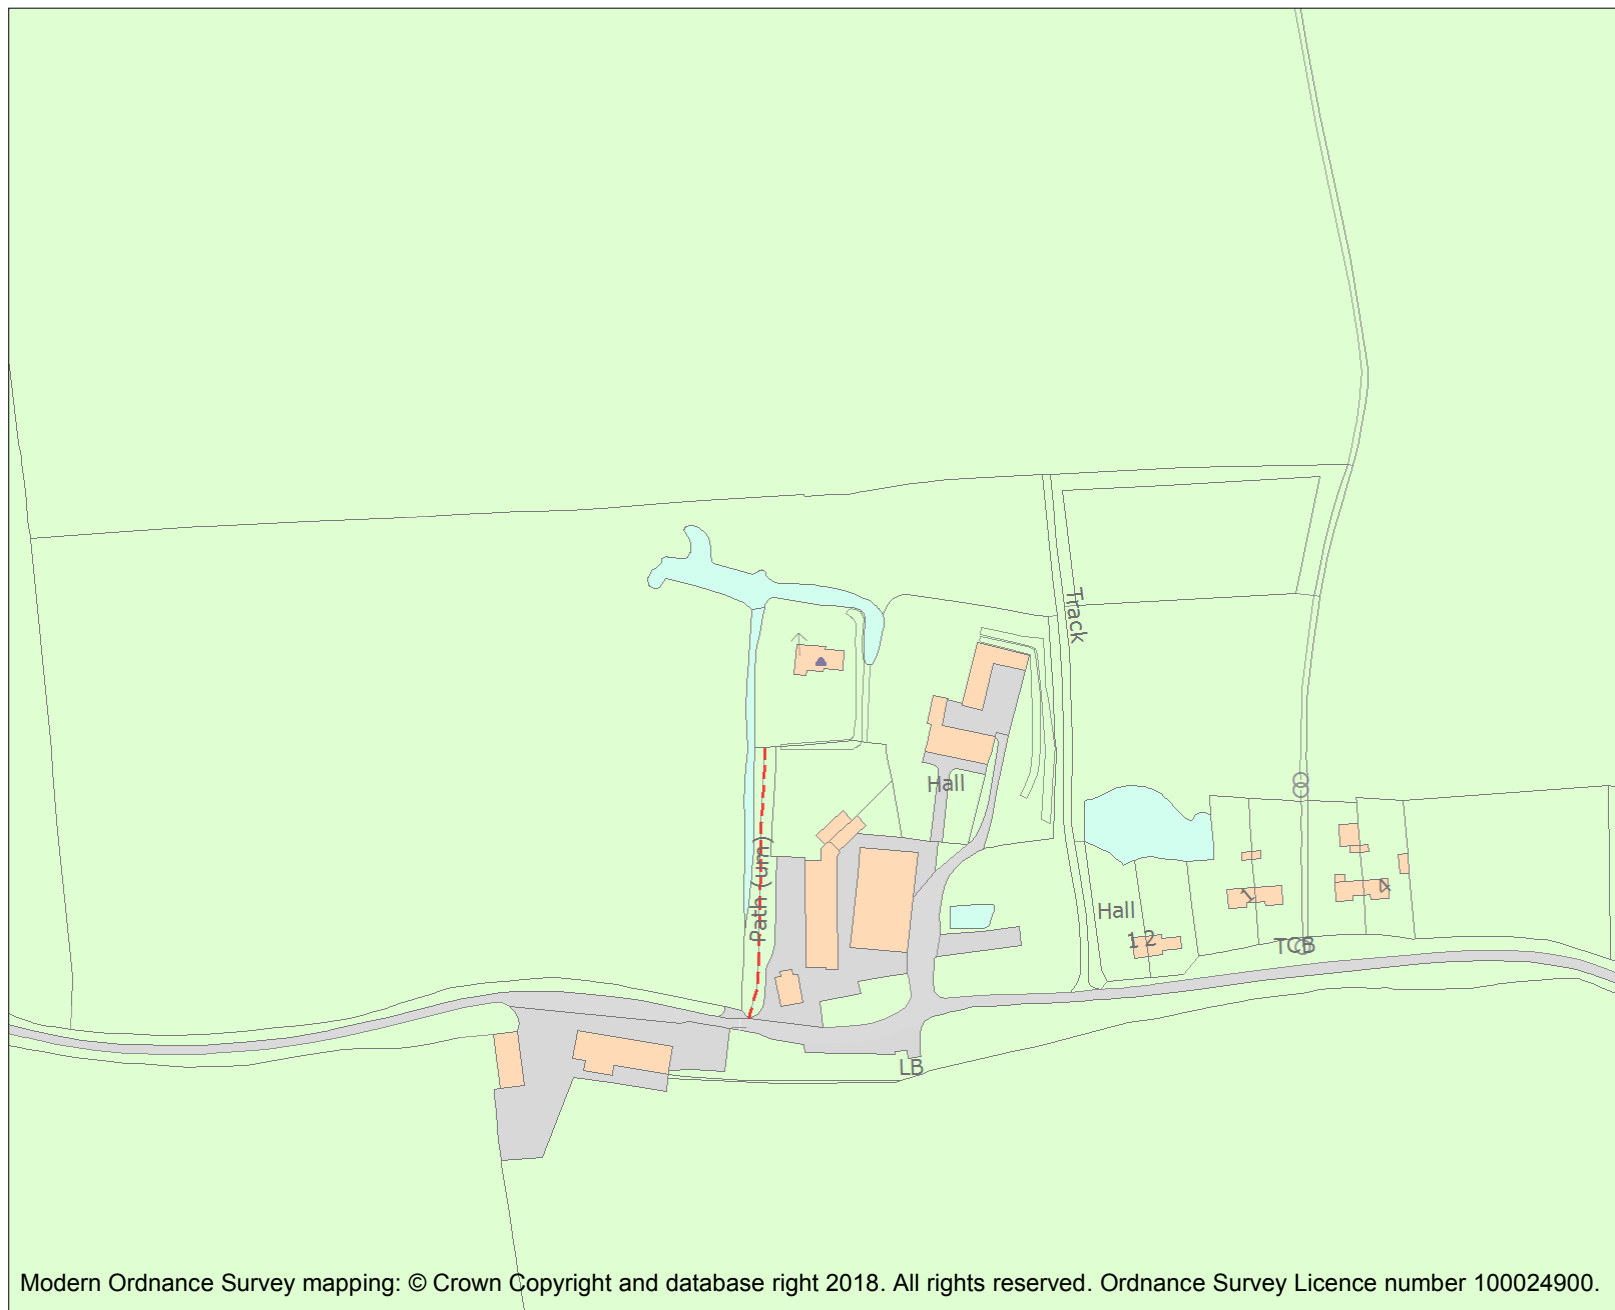 Track
Hall
Path (um)
Hall
1
4
1 2
TCB
LB
Modern Ordnance Survey mapping: © Crown Copyright and database right 2018. All rights reserved. Ordnance Survey Licence number 100024900.